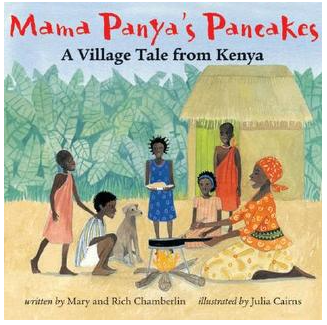 Mama Panya's Pancakes
A Village Tale from Kenya
written by Mary and Rich Chamberlin illustrated by Julia Cairns